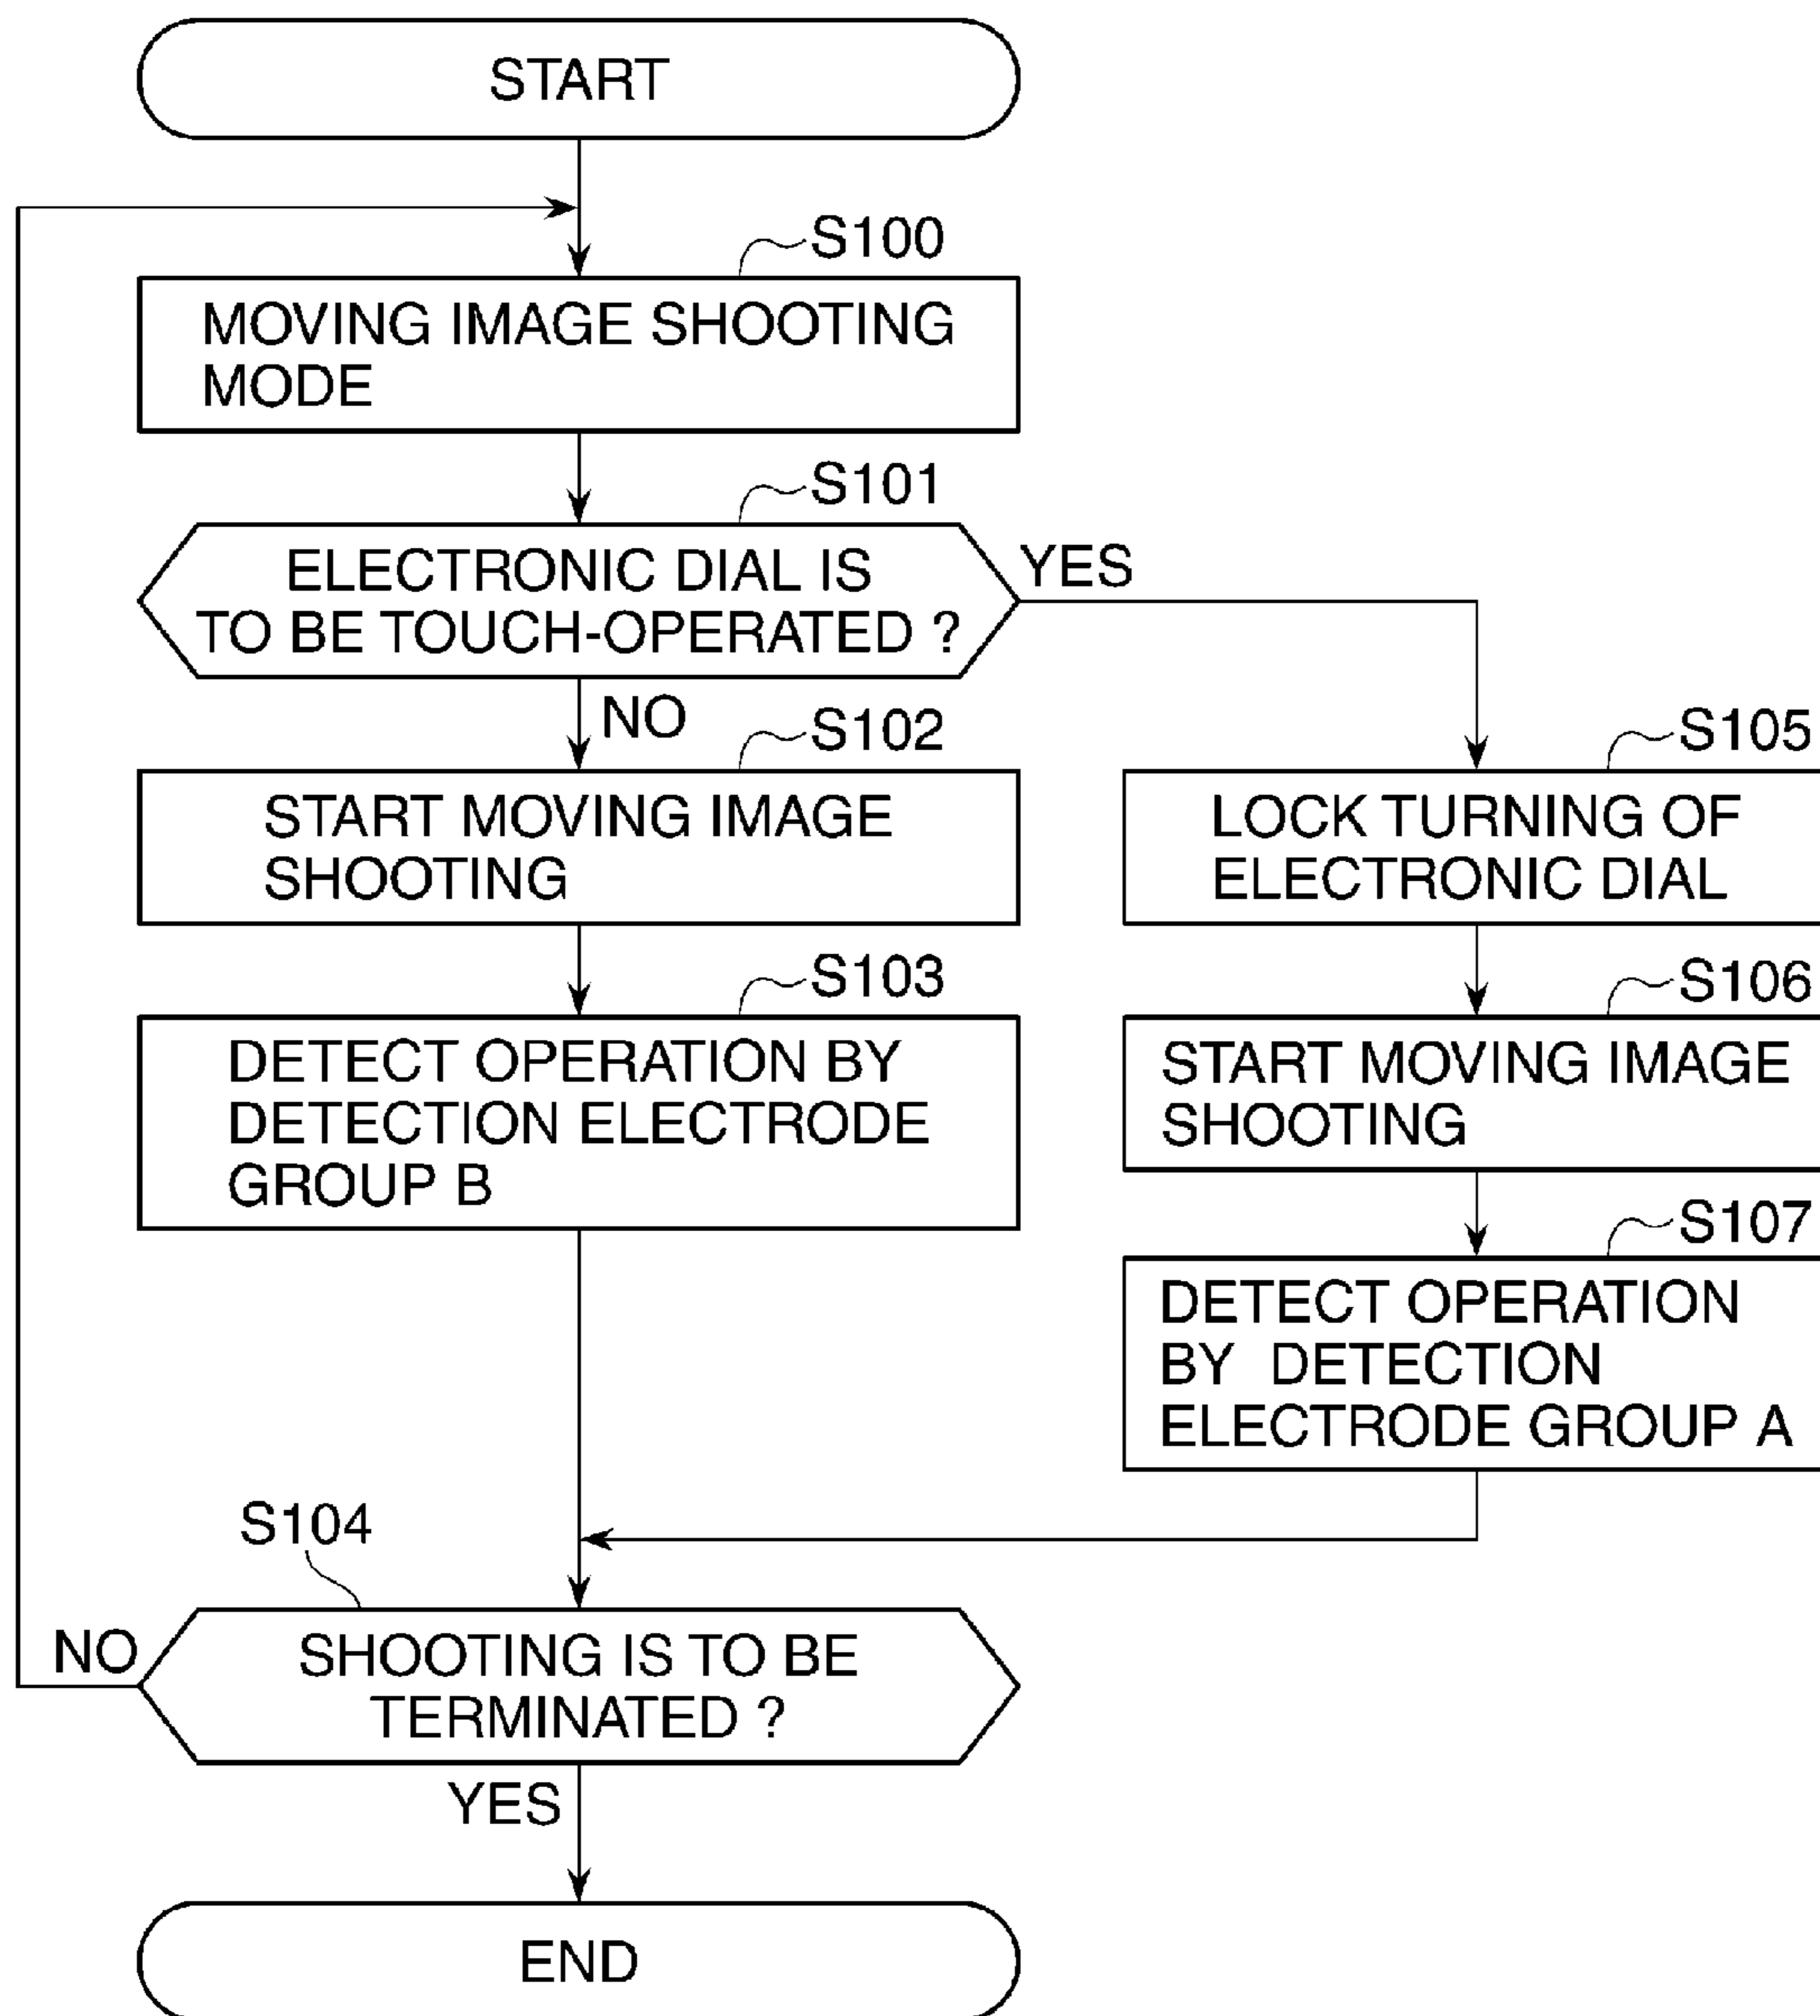 START
S100
MOVING IMAGE SHOOTING
MODE
S101
ELECTRONIC DIAL IS
TO BE TOUCH-OPERATED ?
YES
NO
S102
START MOVING IMAGE
SHOOTING
S105
LOCK TURNING OF
ELECTRONIC DIAL
S103
DETECT OPERATION BY
DETECTION ELECTRODE
GROUP B
S106
START MOVING IMAGE
SHOOTING
S107
DETECT OPERATION
BY DETECTION
ELECTRODE GROUP A
S104
SHOOTING IS TO BE
TERMINATED ?
NO
YES
END